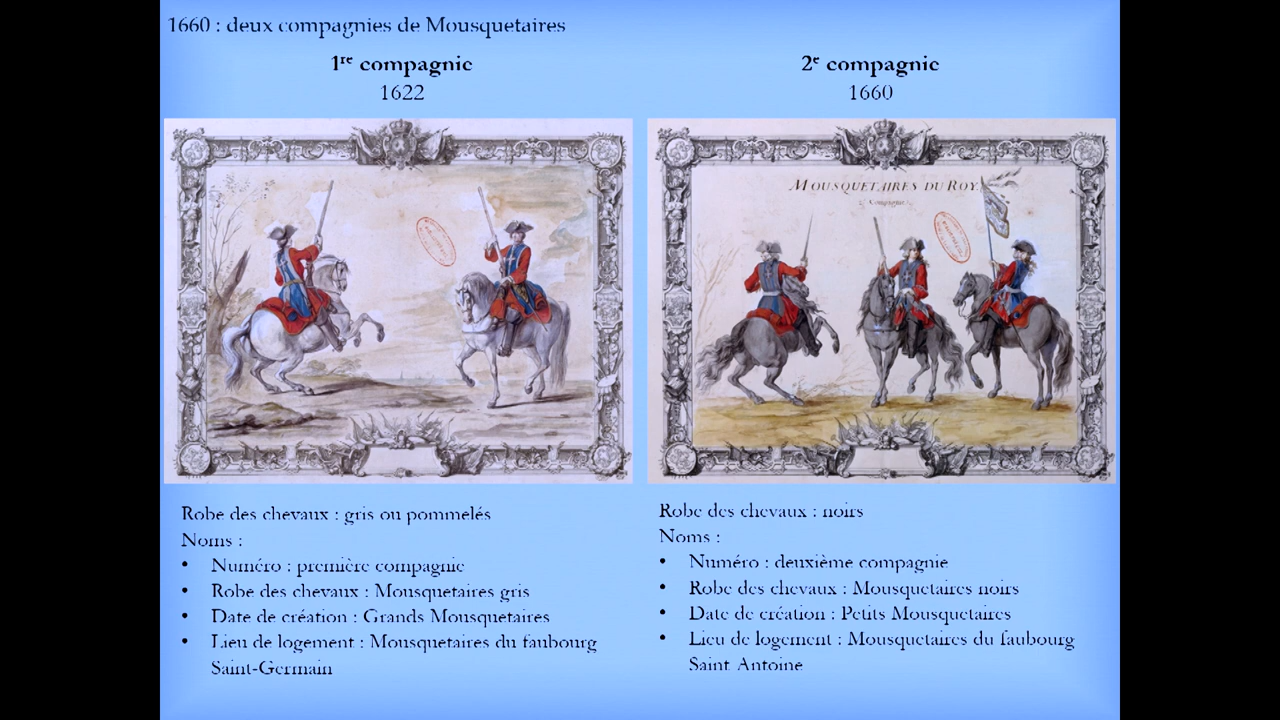 1660 : deux compagnies de Mousquetaires
1re compagnie
1622
2e compagnie
1660
MOUSQUETAIRES DU ROY.
2e Compagnie.
Robe des chevaux : gris ou pommelés
Noms :
• Numéro : première compagnie
• Robe des chevaux : Mousquetaires gris
• Date de création : Grands Mousquetaires
• Lieu de logement : Mousquetaires du faubourg
Saint-Germain
Robe des chevaux : noirs
Noms :
• Numéro : deuxième compagnie
• Robe des chevaux : Mousquetaires noirs
• Date de création : Petits Mousquetaires
• Lieu de logement : Mousquetaires du faubourg
Saint Antoine